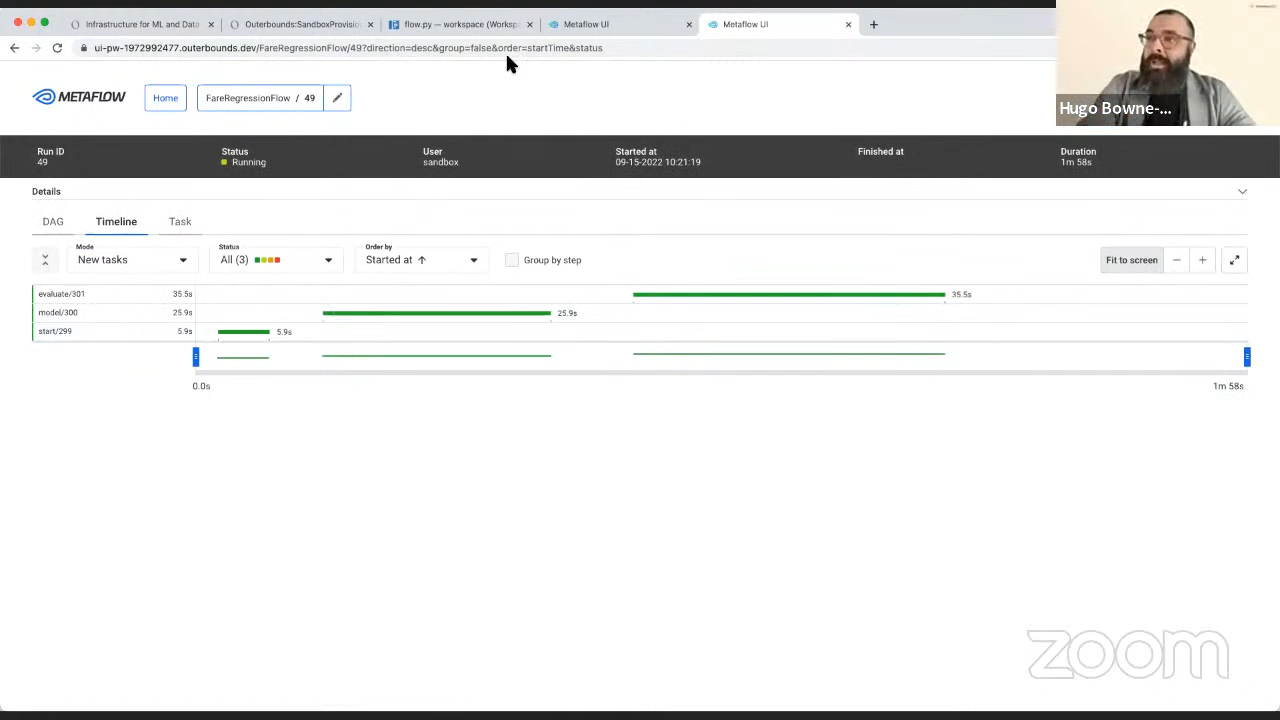 Infrastructure for ML and Data
Outerbounds:SandboxProvisio
flow.py — workspace (Workspa
Metaflow UI
Metaflow UI
ui-pw-1972992477.outerbounds.dev/FareRegressionFlow/49?direction=desc&group=false&order=startTime&status
METAFLOW
Home
FareRegressionFlow / 49
Hugo Bowne-...
Run ID
49
Status
Running
User
sandbox
Started at
09-15-2022 10:21:19
Finished at
Duration
1m 58s
Details
DAG
Timeline
Task
Mode
New tasks
Status
All (3)
Order by
Started at ↑
Group by step
Fit to screen
evaluate/301 35.5s
35.5s
model/300 25.9s
25.9s
start/299 5.9s
5.9s
0.0s
1m 58s
zoom